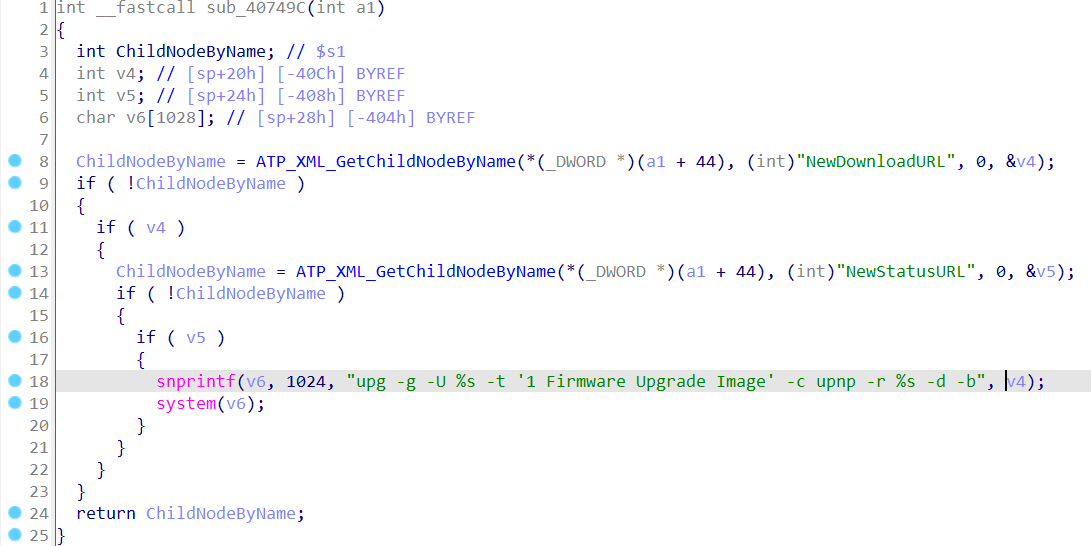 1 int __fastcall sub_40749C(int a1)
2 {
3 int ChildNodeByName; // $s1
4 int v4; // [sp+20h] [-40Ch] BYREF
5 int v5; // [sp+24h] [-408h] BYREF
6 char v6[1028]; // [sp+28h] [-404h] BYREF
7
8 ChildNodeByName = ATP_XML_GetChildNodeByName(*(_DWORD *)(a1 + 44), (int)"NewDownloadURL", 0, &v4);
9 if ( !ChildNodeByName )
10 {
11 if ( v4 )
12 {
13 ChildNodeByName = ATP_XML_GetChildNodeByName(*(_DWORD *)(a1 + 44), (int)"NewStatusURL", 0, &v5);
14 if ( !ChildNodeByName )
15 {
16 if ( v5 )
17 {
18 snprintf(v6, 1024, "upg -g -U %s -t '1 Firmware Upgrade Image' -c upnp -r %s -d -b", v4);
19 system(v6);
20 }
21 }
22 }
23 }
24 return ChildNodeByName;
25 }